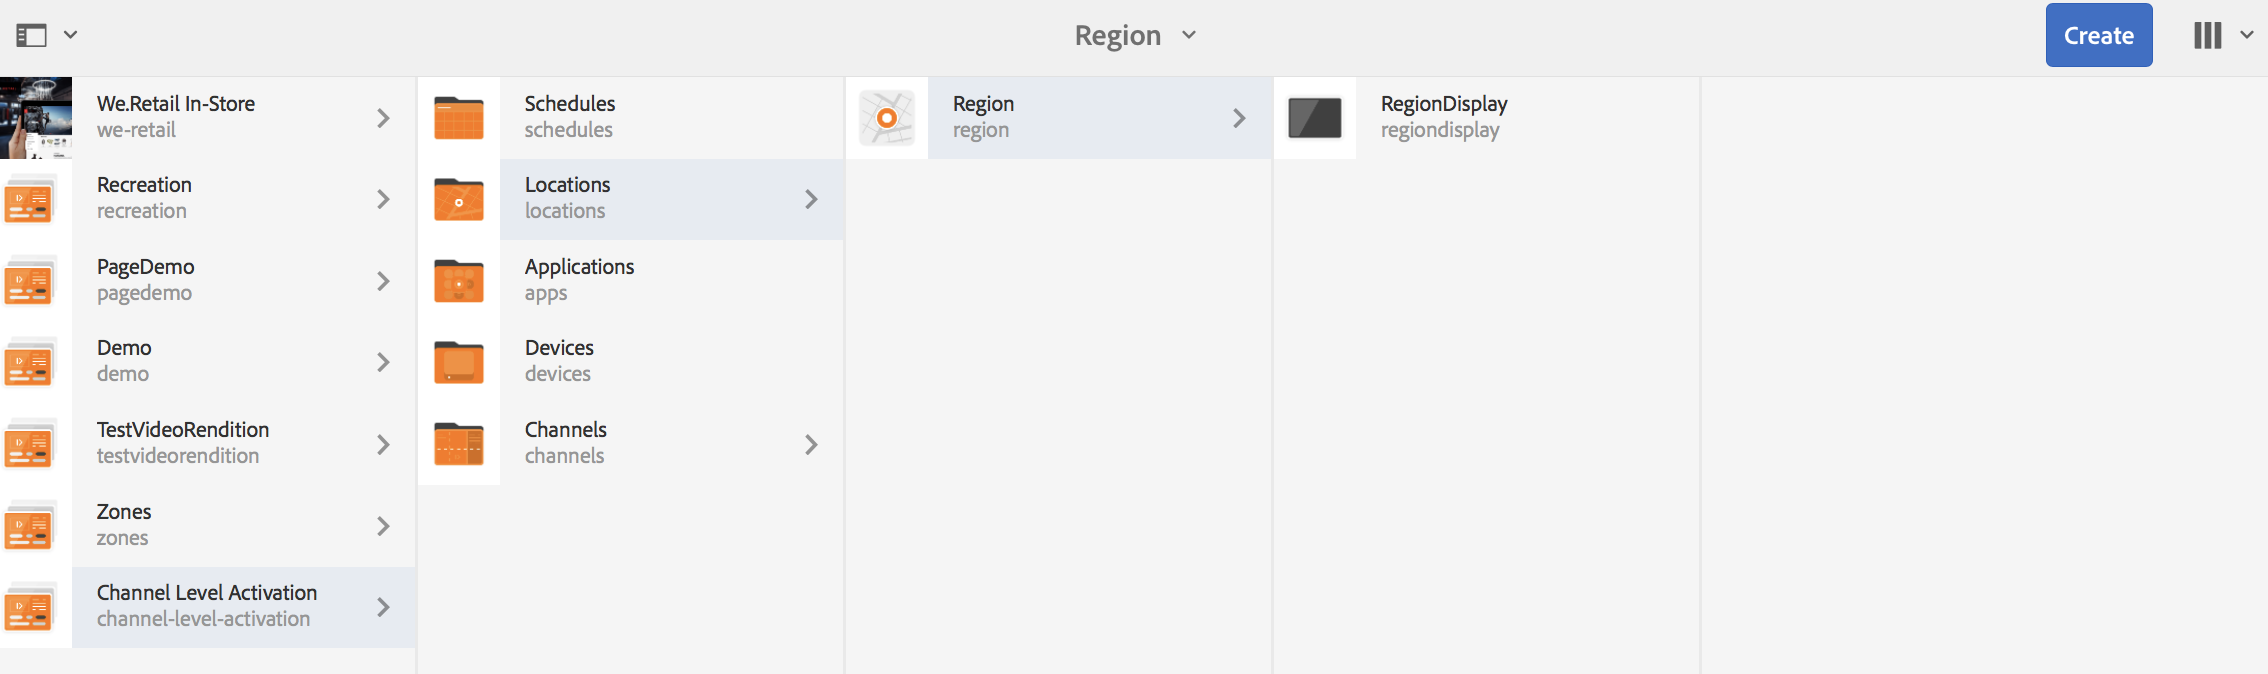 Region
Create
We.Retail In-Store
we-retail
Recreation
recreation
PageDemo
pagedemo
Demo
demo
TestVideoRendition
testvideorendition
Zones
zones
Channel Level Activation
channel-level-activation
Schedules
schedules
Locations
locations
Applications
apps
Devices
devices
Channels
channels
Region
region
RegionDisplay
regiondisplay